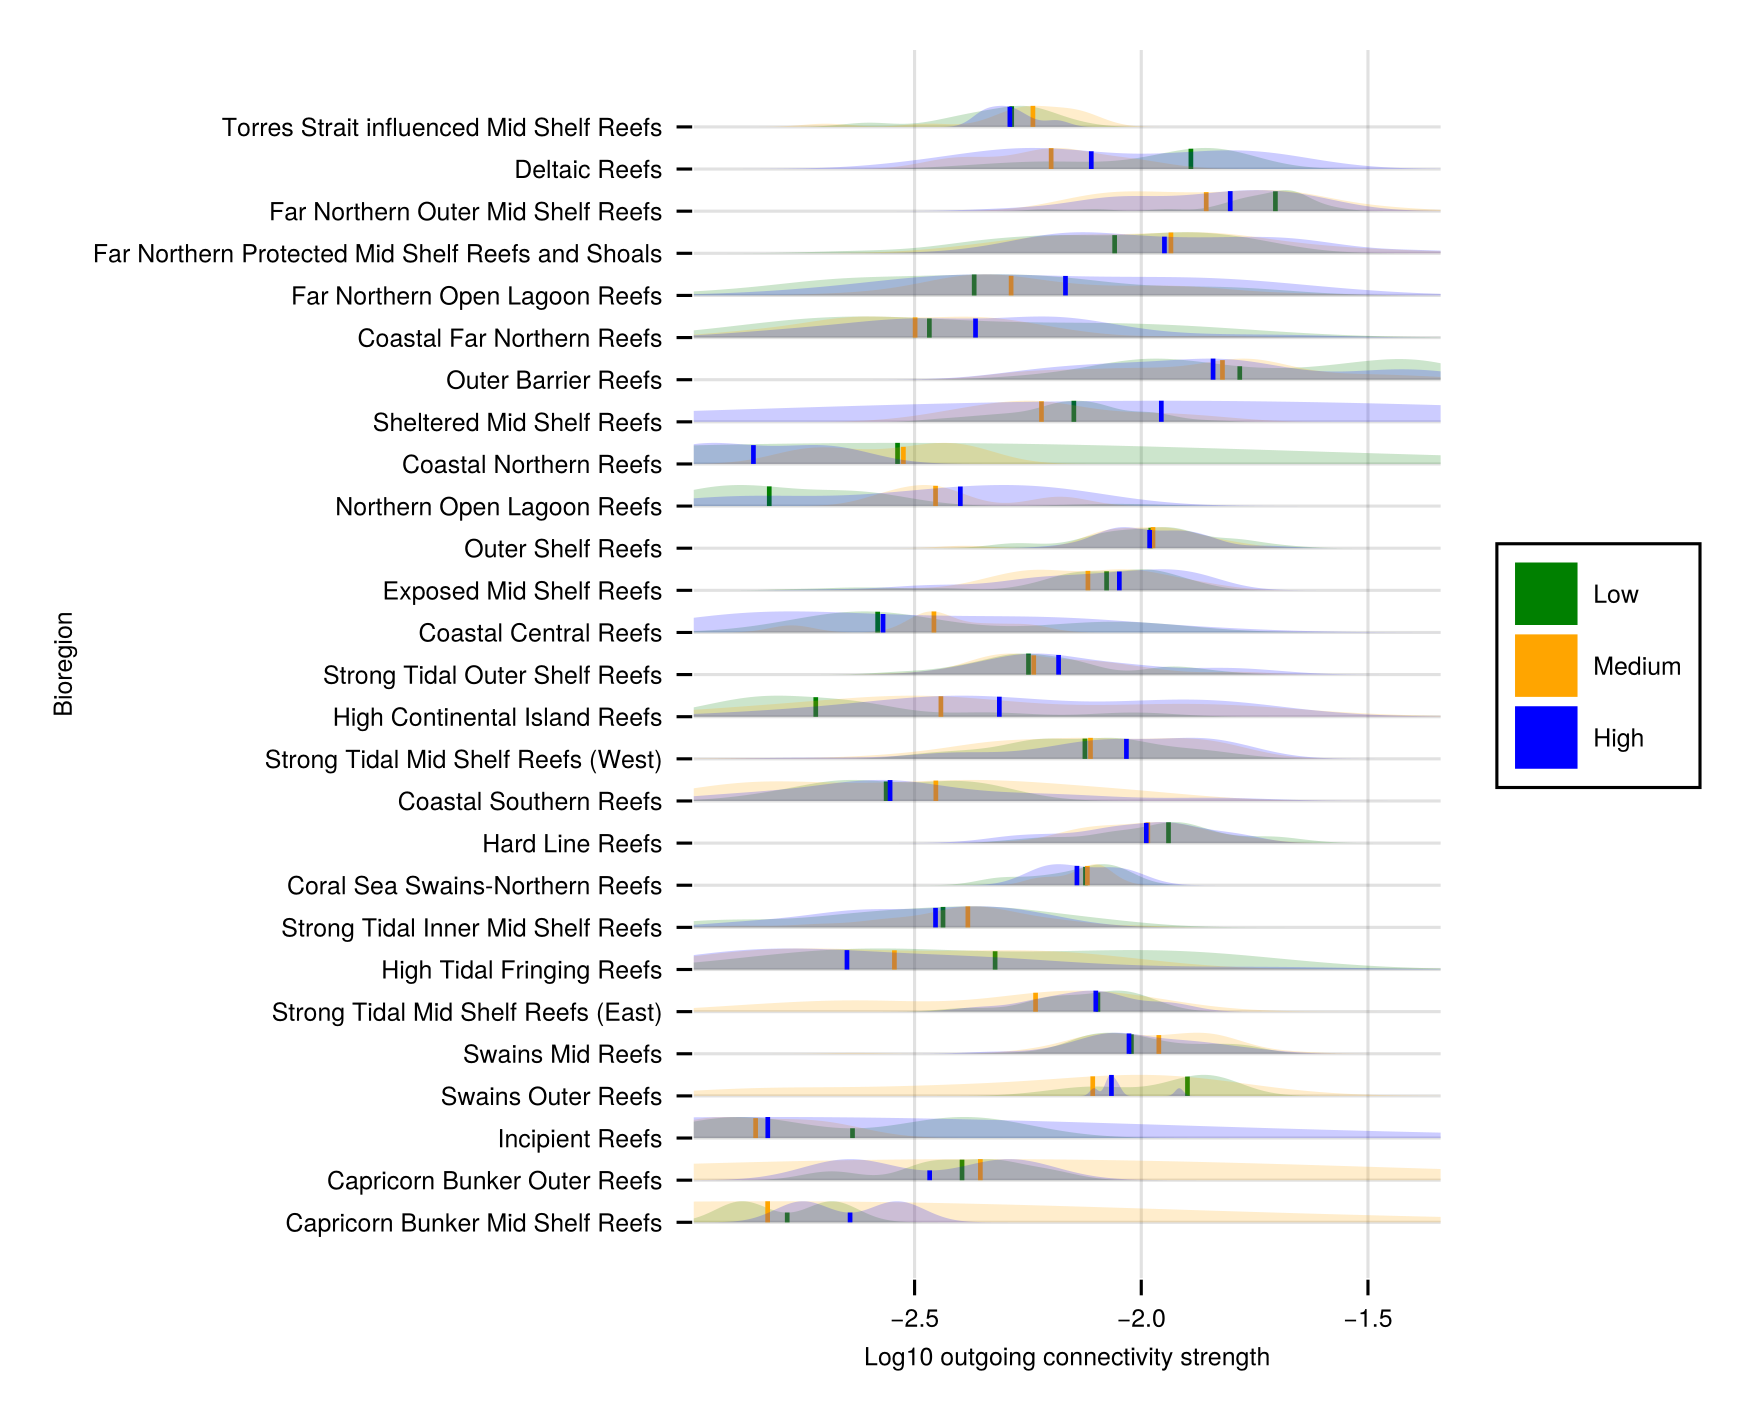 Torres Strait influenced Mid Shelf Reefs
Deltaic Reefs
Far Northern Outer Mid Shelf Reefs
Far Northern Protected Mid Shelf Reefs and Shoals
Far Northern Open Lagoon Reefs
Coastal Far Northern Reefs
Outer Barrier Reefs
Sheltered Mid Shelf Reefs
Coastal Northern Reefs
Northern Open Lagoon Reefs
Outer Shelf Reefs
Exposed Mid Shelf Reefs
Coastal Central Reefs
Strong Tidal Outer Shelf Reefs
High Continental Island Reefs
Strong Tidal Mid Shelf Reefs (West)
Coastal Southern Reefs
Hard Line Reefs
Coral Sea Swains-Northern Reefs
Strong Tidal Inner Mid Shelf Reefs
High Tidal Fringing Reefs
Strong Tidal Mid Shelf Reefs (East)
Swains Mid Reefs
Swains Outer Reefs
Incipient Reefs
Capricorn Bunker Outer Reefs
Capricorn Bunker Mid Shelf Reefs
Bioregion
−2.5 −2.0 −1.5
Log10 outgoing connectivity strength
Low
Medium
High